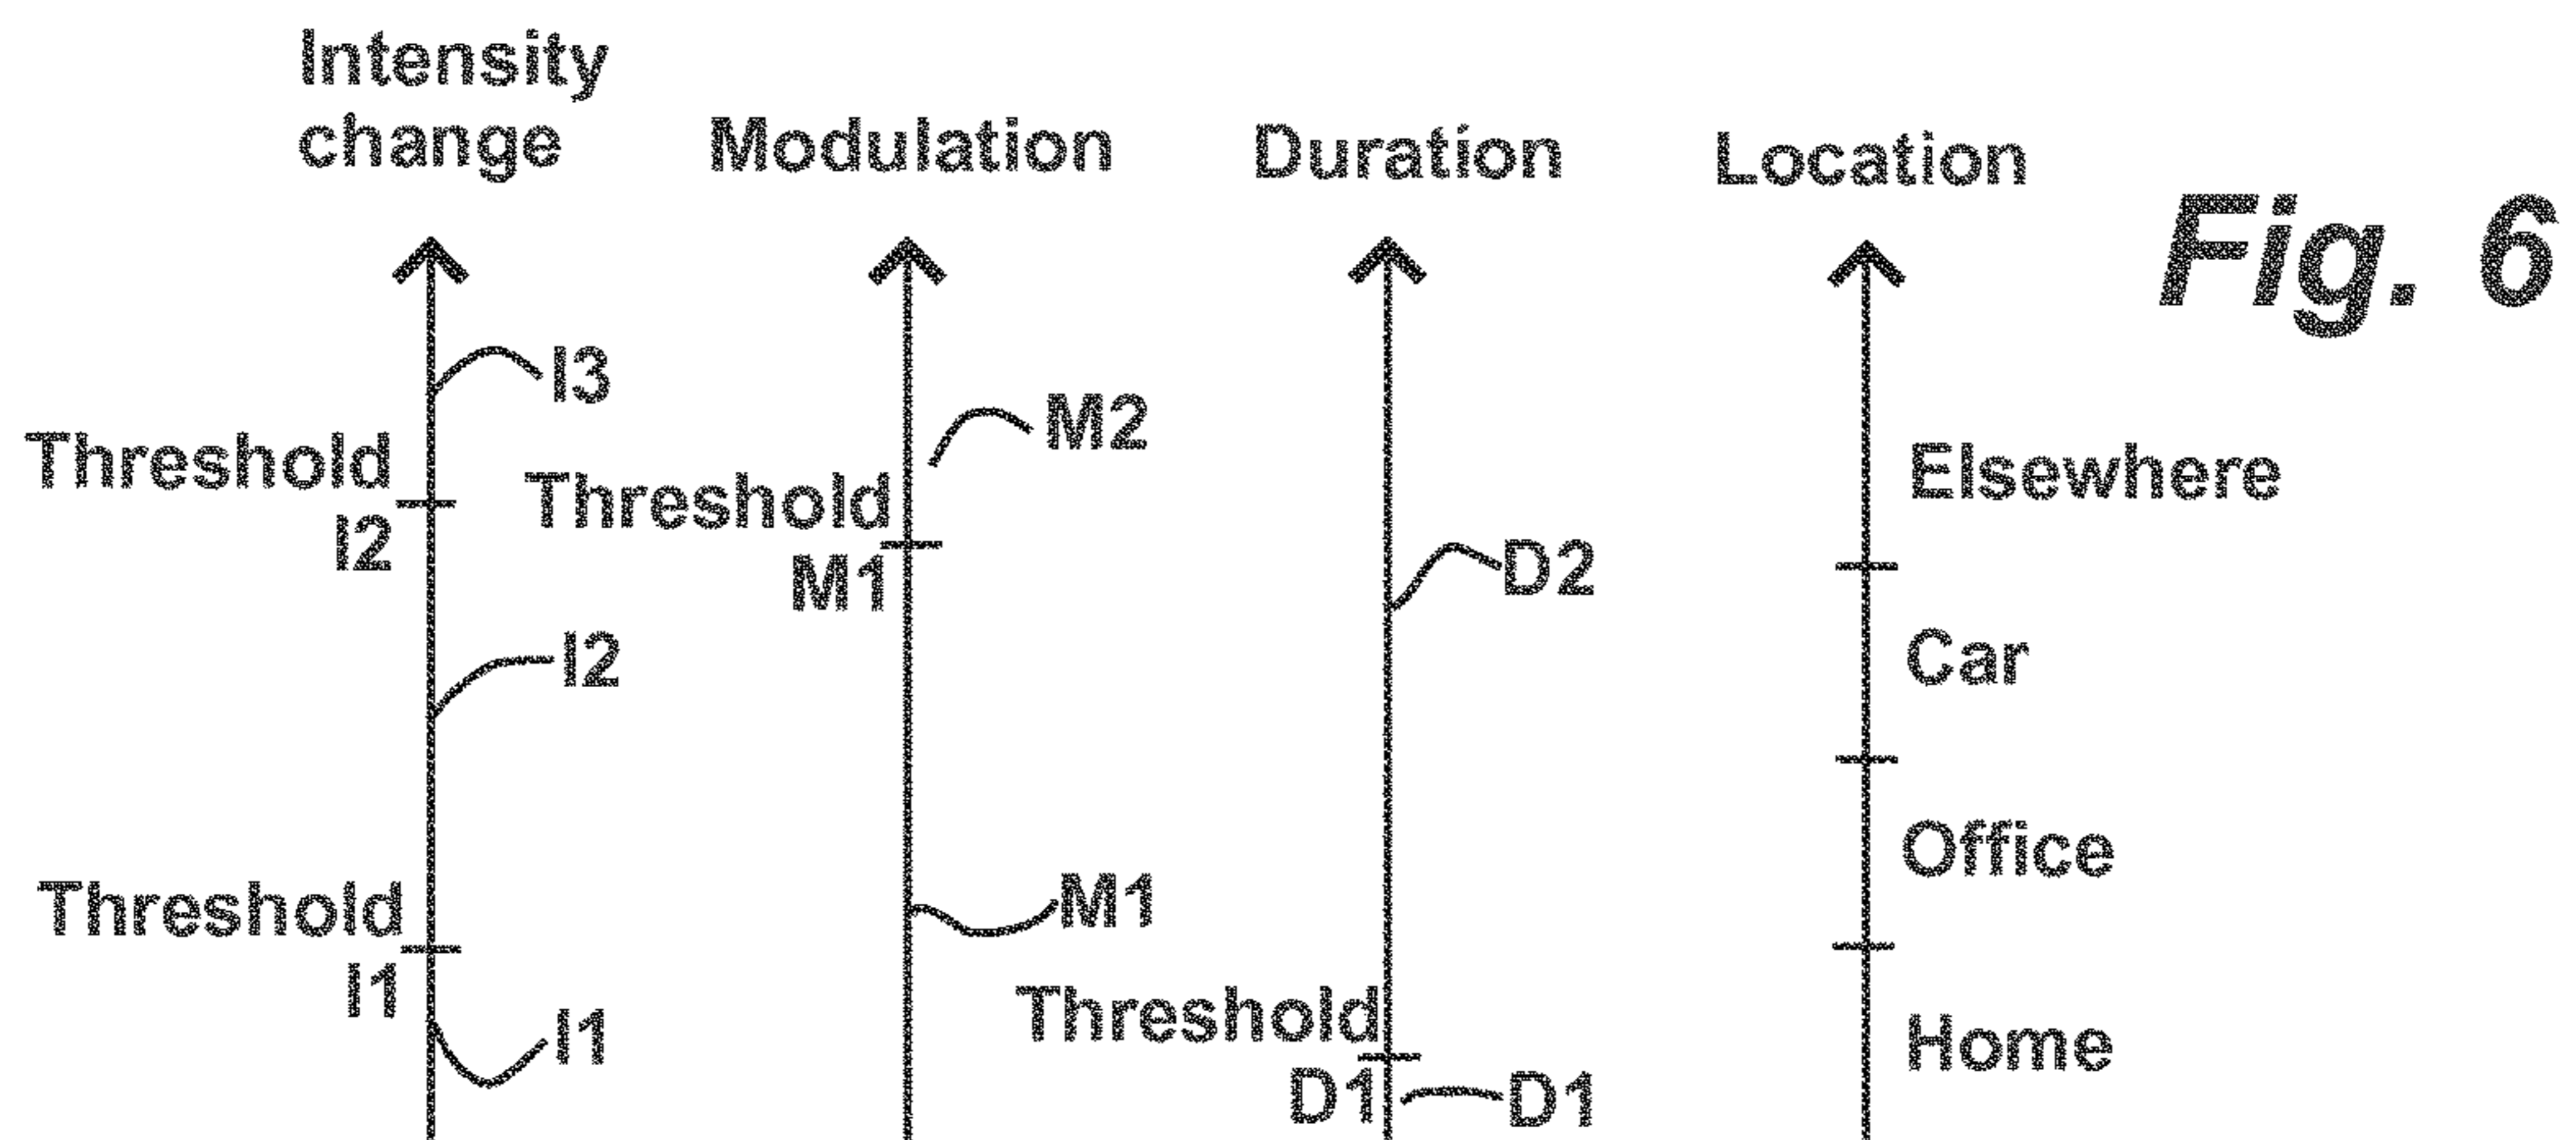 Intensity
change
Modulation
Duration
Location
Fig. 6
I3
Threshold
I2
I2
Threshold
I1
I1
M2
Threshold
M1
M1
D2
Threshold
D1
D1
Elsewhere
Car
Office
Home